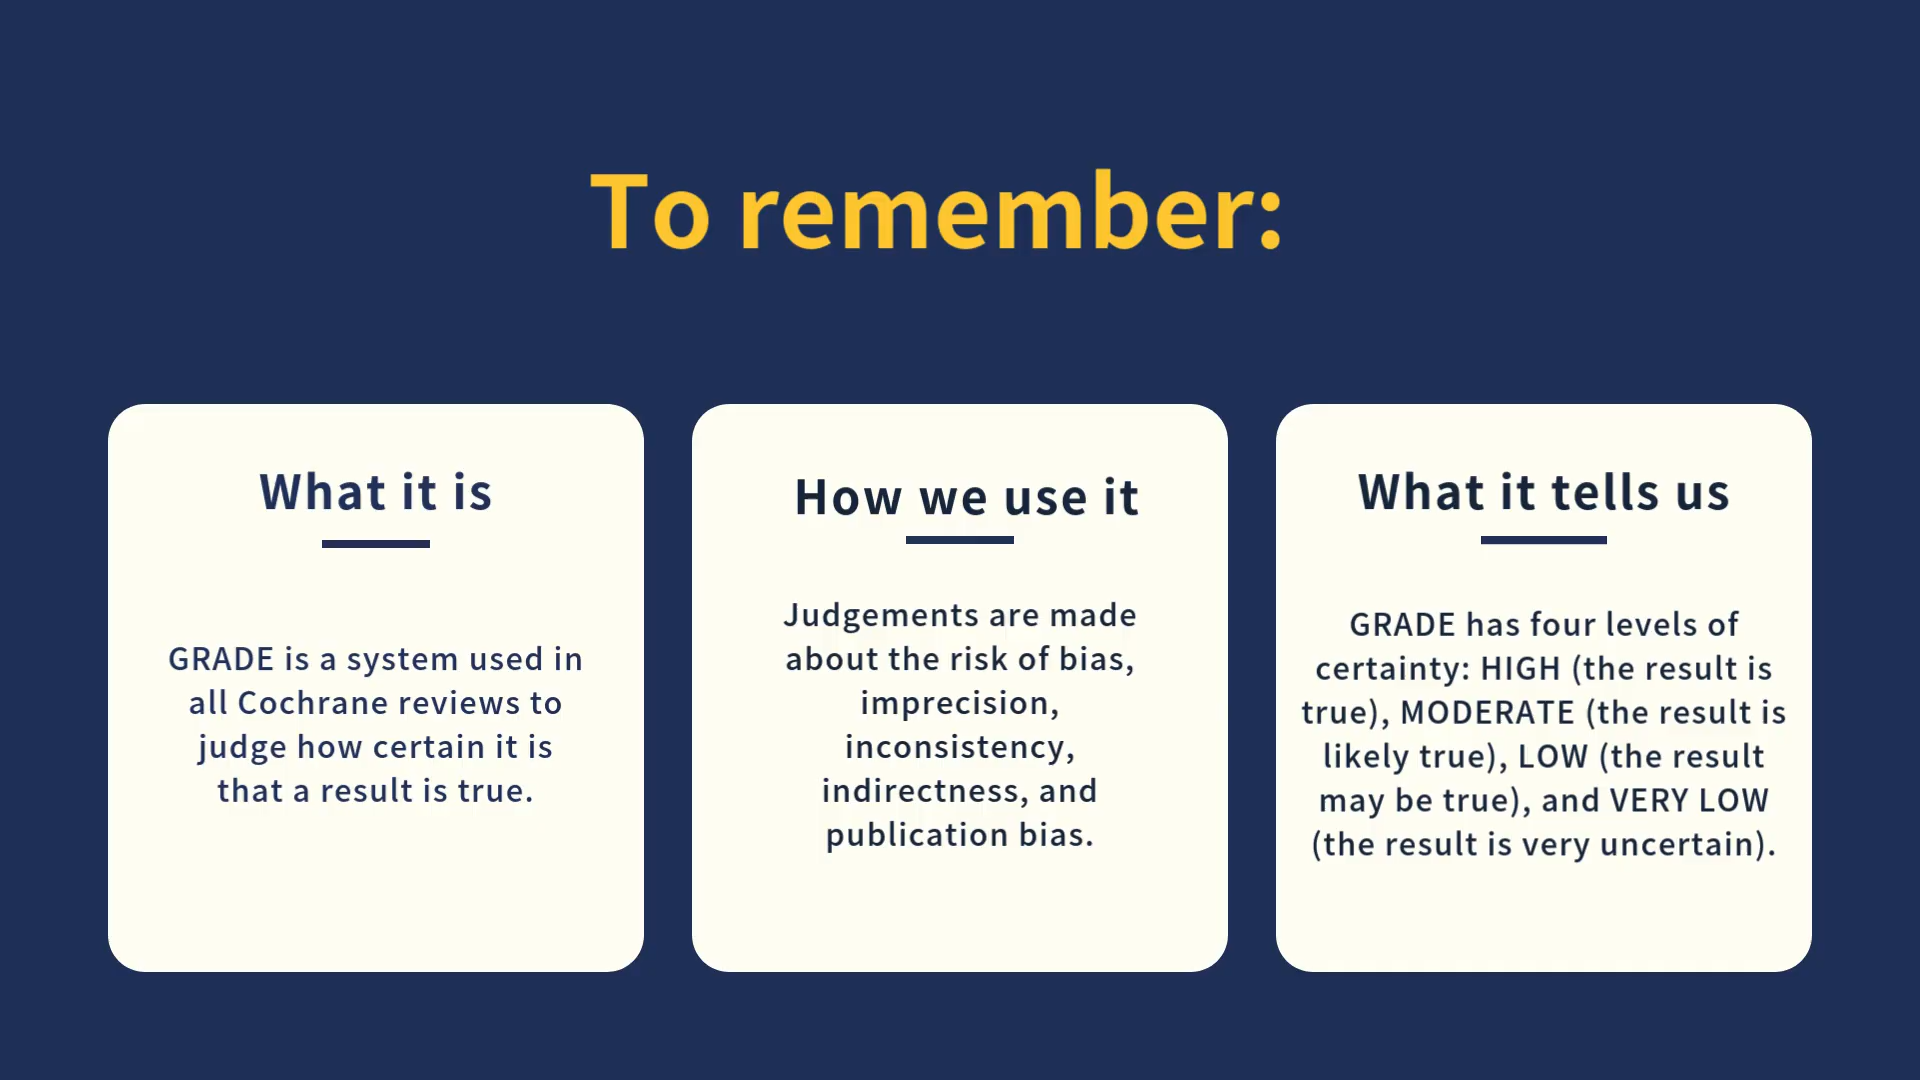 To remember:
What it is
GRADE is a system used in
all Cochrane reviews to
judge how certain it is
that a result is true.
How we use it
Judgements are made
about the risk of bias,
imprecision,
inconsistency,
indirectness, and
publication bias.
What it tells us
GRADE has four levels of
certainty: HIGH (the result is
true), MODERATE (the result is
likely true), LOW (the result
may be true), and VERY LOW
(the result is very uncertain).